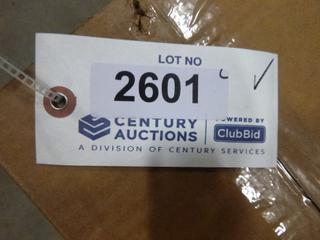 LOT NO
2601 C
CENTURY AUCTIONS
POWERED BY ClubBid
A DIVISION OF CENTURY SERVICES